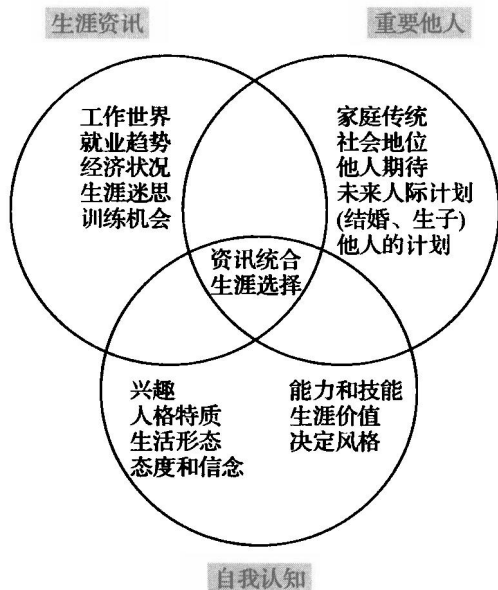 生涯资讯
重要他人
工作世界
就业趋势
经济状况
生涯迷思
训练机会
家庭传统
社会地位
他人期待
未来人际计划
(结婚、生子)
他人的计划
资讯统合
生涯选择
兴趣
人格特质
生活形态
态度和信念
能力和技能
生涯价值
决定风格
自我认知